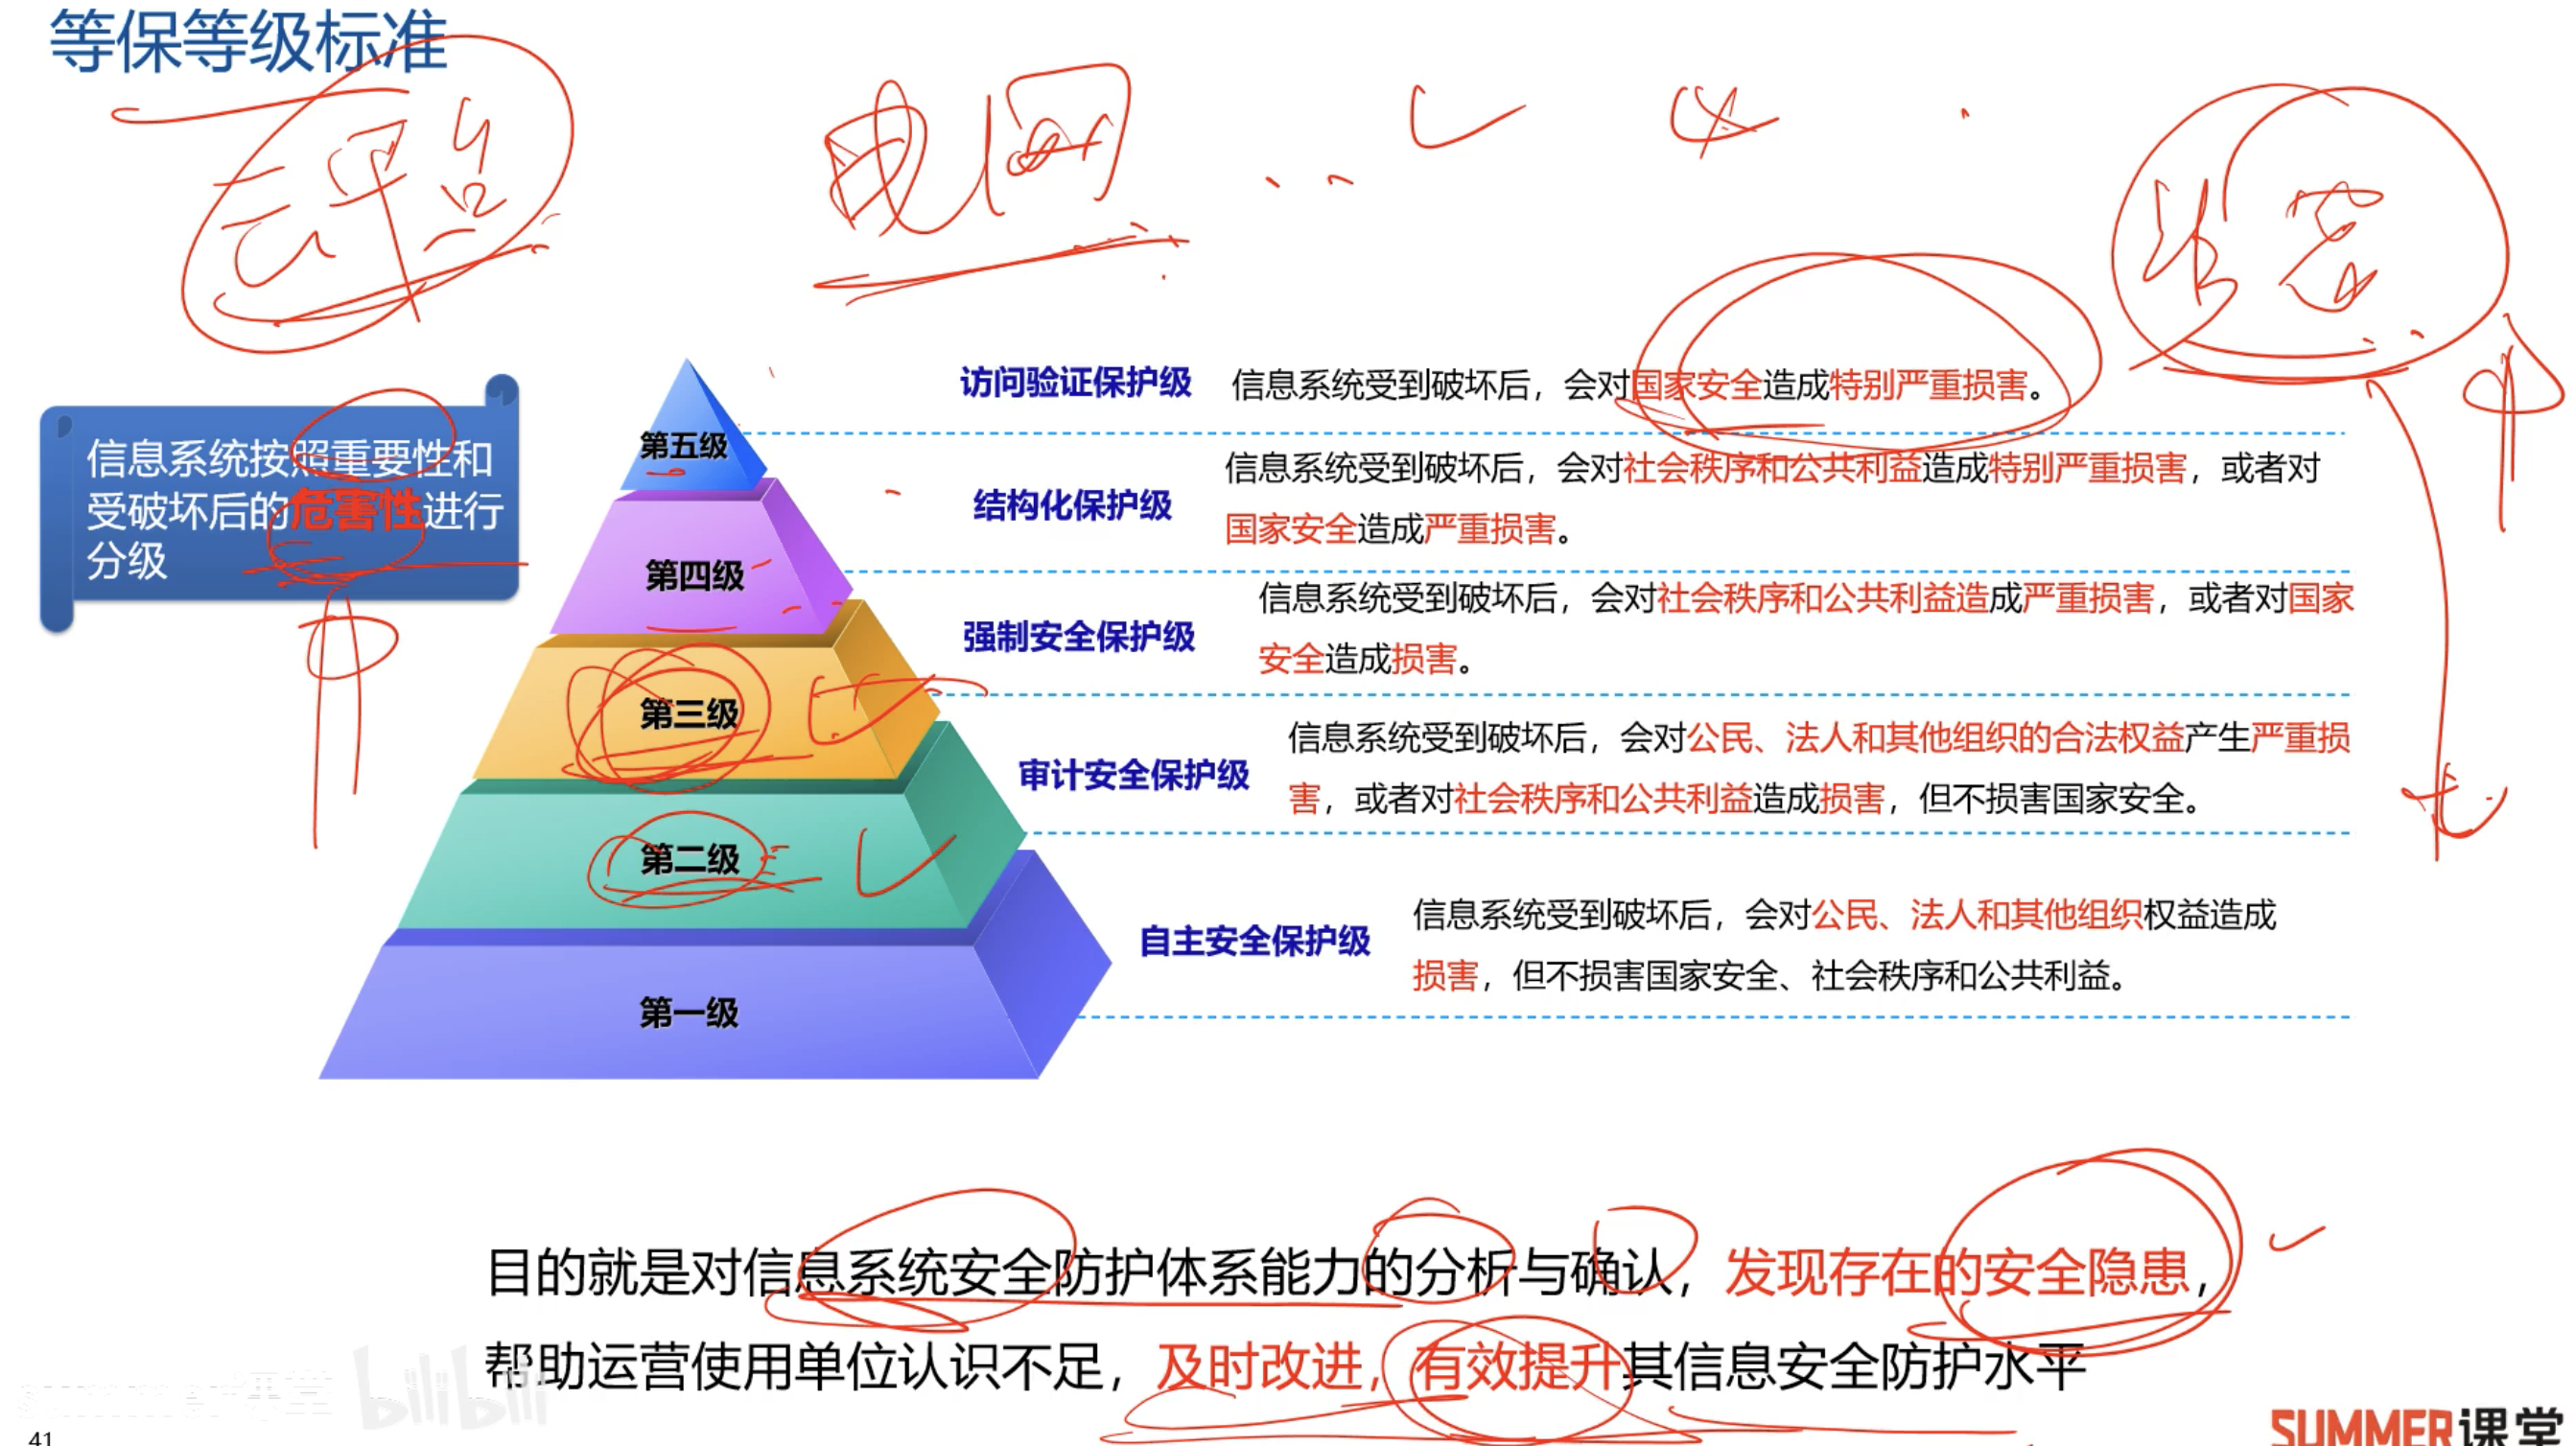 等保等级标准
云平台
电网
涉密
信息系统按照重要性和
受破坏后的危害性进行
分级
第五级
访问验证保护级
信息系统受到破坏后，会对国家安全造成特别严重损害。
第四级
结构化保护级
信息系统受到破坏后，会对社会秩序和公共利益造成特别严重损害，或者对
国家安全造成严重损害。
第三级
强制安全保护级
信息系统受到破坏后，会对社会秩序和公共利益造成严重损害，或者对国家
安全造成损害。
第二级
审计安全保护级
信息系统受到破坏后，会对公民、法人和其他组织的合法权益产生严重损
害，或者对社会秩序和公共利益造成损害，但不损害国家安全。
第一级
自主安全保护级
信息系统受到破坏后，会对公民、法人和其他组织权益造成
损害，但不损害国家安全、社会秩序和公共利益。
目的就是对信息系统安全防护体系能力的分析与确认，发现存在的安全隐患，
帮助运营使用单位认识不足，及时改进，有效提升其信息安全防护水平
summer课堂 bilibili
41
SUMMER课堂